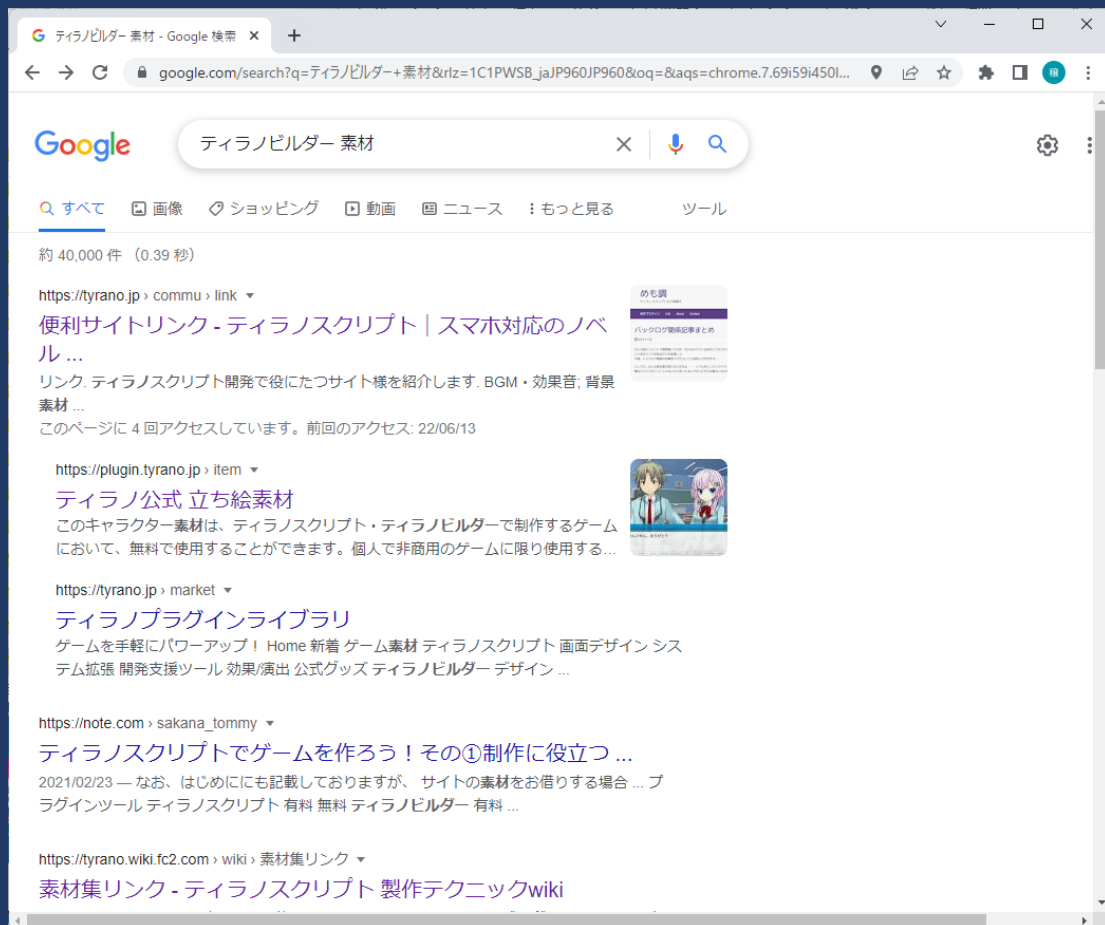 ティラノビルダー 素材 - Google 検索
google.com/search?q=ティラノビルダー+素材&rlz=1C1PWSB_jaJP960JP960&oq=&aqs=chrome.7.69i59i450l...
穣
Google
ティラノビルダー 素材
すべて 画像 ショッピング 動画 ニュース もっと見る ツール
約 40,000 件 （0.39 秒）
https://tyrano.jp › commu › link
便利サイトリンク - ティラノスクリプト｜スマホ対応のノベ
ル ...
リンク. ティラノスクリプト開発で役にたつサイト様を紹介します. BGM・効果音; 背景
素材 ...
このページに 4 回アクセスしています。前回のアクセス: 22/06/13
めも調
バックログ関係記事まとめ
https://plugin.tyrano.jp › item
ティラノ公式 立ち絵素材
このキャラクター素材は、ティラノスクリプト・ティラノビルダーで制作するゲーム
において、無料で使用することができます。個人で非商用のゲームに限り使用する...
https://tyrano.jp › market
ティラノプラグインライブラリ
ゲームを手軽にパワーアップ！ Home 新着 ゲーム素材 ティラノスクリプト 画面デザイン シス
テム拡張 開発支援ツール 効果/演出 公式グッズ ティラノビルダー デザイン ...
https://note.com › sakana_tommy
ティラノスクリプトでゲームを作ろう！その①制作に役立つ ...
2021/02/23 — なお、はじめににも記載しておりますが、 サイトの素材をお借りする場合 ... プ
ラグインツール ティラノスクリプト 有料 無料 ティラノビルダー 有料 ...
https://tyrano.wiki.fc2.com › wiki › 素材集リンク
素材集リンク - ティラノスクリプト 製作テクニックwiki